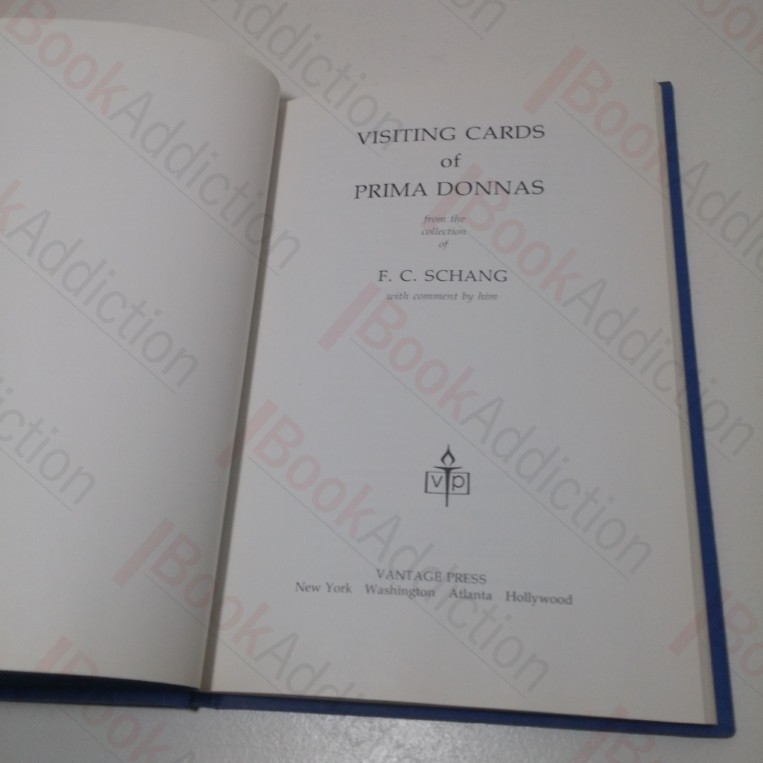 VISITING CARDS
of
PRIMA DONNAS
from the
collection
of
F. C. SCHANG
with comment by him
v p
VANTAGE PRESS
New York Washington Atlanta Hollywood
BookAddiction